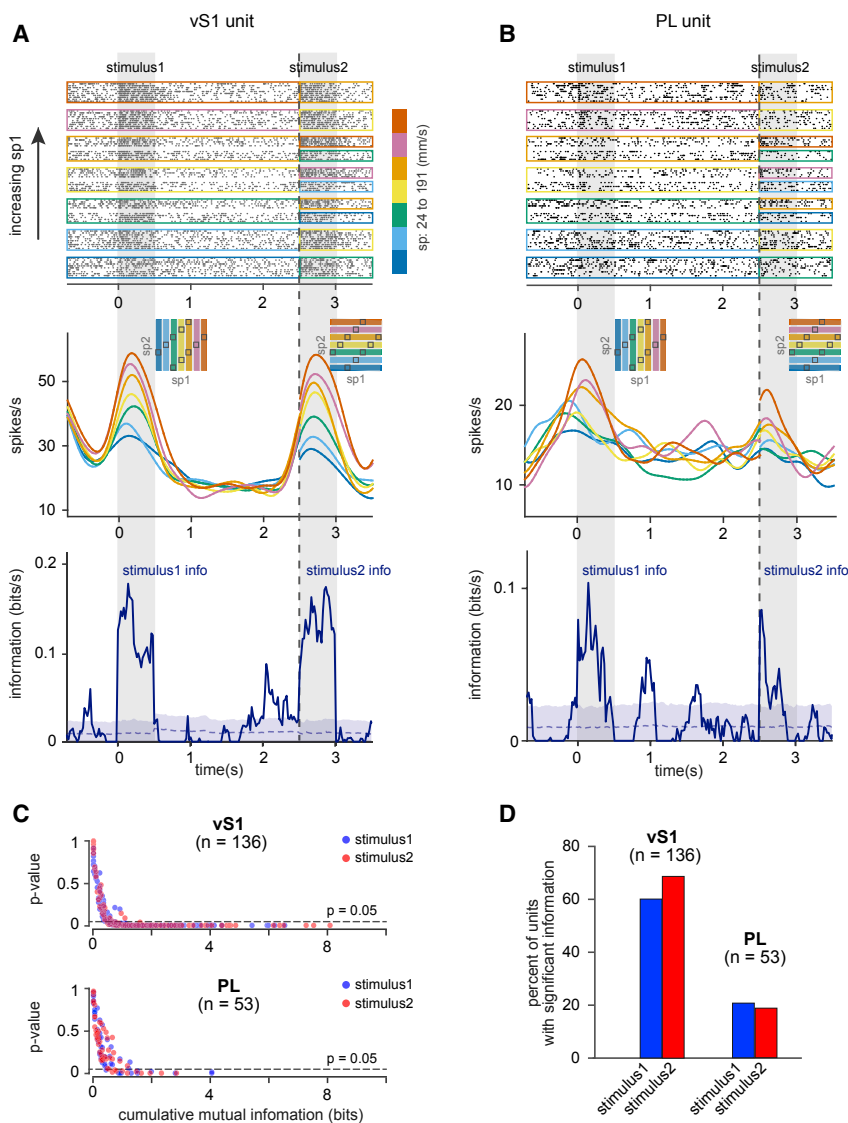 A
vS1 unit
stimulus1
stimulus2
increasing sp1
sp: 24 to 191 (mm/s)
0
1
2
3
sp2
sp1
sp2
sp1
50
30
10
spikes/s
0
1
2
3
0.2
0.1
0
information (bits/s)
stimulus1 info
stimulus2 info
0
1
2
3
time(s)
B
PL unit
stimulus1
stimulus2
0
1
2
3
sp2
sp1
sp2
sp1
20
10
spikes/s
0
1
2
3
0.1
0
information (bits/s)
stimulus1 info
stimulus2 info
0
1
2
3
time(s)
C
vS1
(n = 136)
stimulus1
stimulus2
1
0.5
0
p-value
p = 0.05
0
4
8
PL
(n = 53)
stimulus1
stimulus2
1
0.5
0
p-value
p = 0.05
0
4
8
cumulative mutual infomation (bits)
D
80
60
40
20
0
percent of units
with significant information
vS1
(n = 136)
PL
(n = 53)
stimulus1
stimulus2
stimulus1
stimulus2